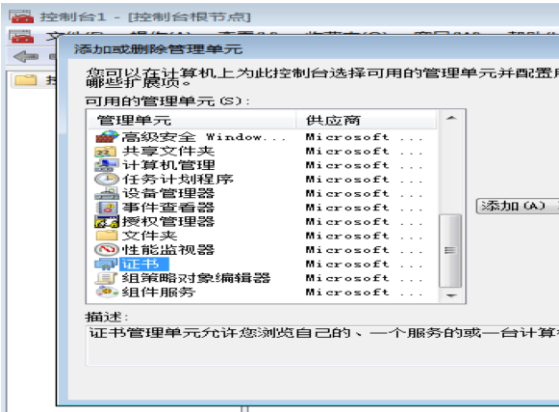 控制台1 - [控制台根节点]
添加或删除管理单元
您可以在计算机上为此控制台选择可用的管理单元并配置
哪些扩展项。
可用的管理单元(S):
管理单元 供应商
高级安全 Window... Microsoft ...
共享文件夹 Microsoft ...
计算机管理 Microsoft ...
任务计划程序 Microsoft ...
设备管理器 Microsoft ...
事件查看器 Microsoft ...
授权管理器 Microsoft ...
文件夹 Microsoft ...
性能监视器 Microsoft ...
证书 Microsoft ...
组策略对象编辑器 Microsoft ...
组件服务 Microsoft ...
添加(A)
描述:
证书管理单元允许您浏览自己的、一个服务的或一台计算